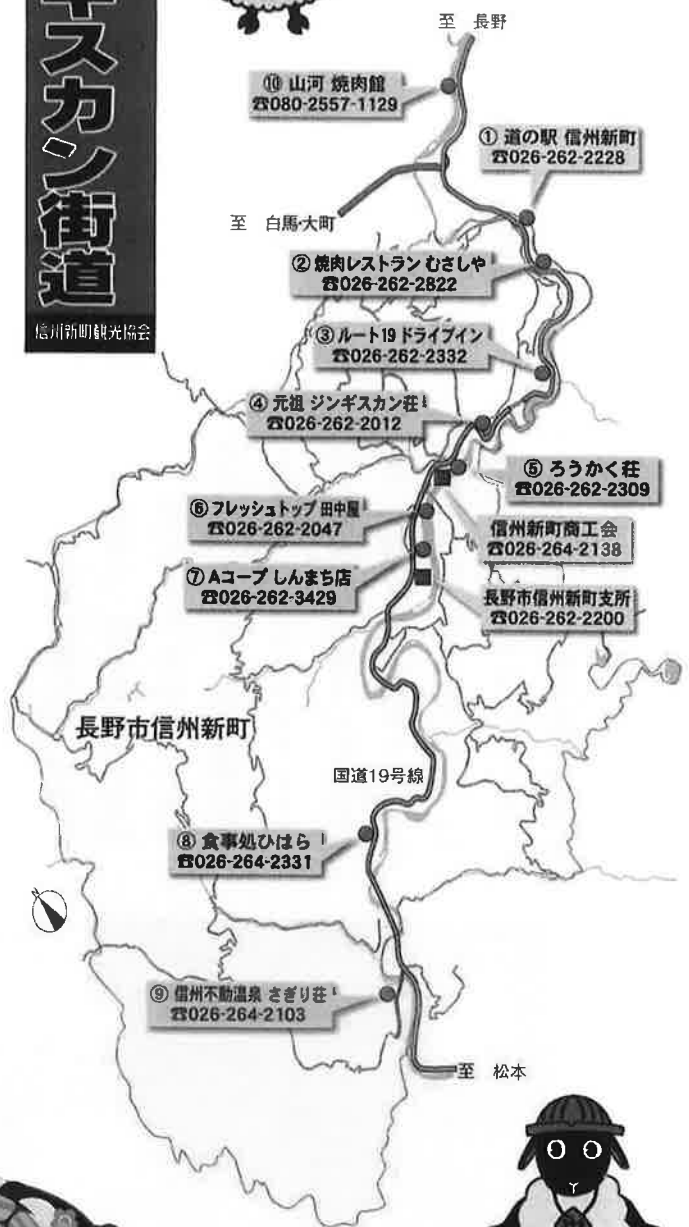 ギスカン街道
信州新町観光協会
至 長野
⑩ 山河 焼肉館
☎080-2557-1129
① 道の駅 信州新町
☎026-262-2228
至 白馬・大町
② 焼肉レストラン むさしや
☎026-262-2822
③ ルート19 ドライブイン
☎026-262-2332
④ 元祖 ジンギスカン荘
☎026-262-2012
⑤ ろうかく荘
☎026-262-2309
⑥ フレッシュトップ 田中屋
☎026-262-2047
信州新町商工会
☎026-264-2138
⑦ Aコープ しんまち店
☎026-262-3429
長野市信州新町支所
☎026-262-2200
長野市信州新町
国道19号線
⑧ 食事処ひはら
☎026-264-2331
⑨ 信州不動温泉 さぎり荘
☎026-264-2103
至 松本